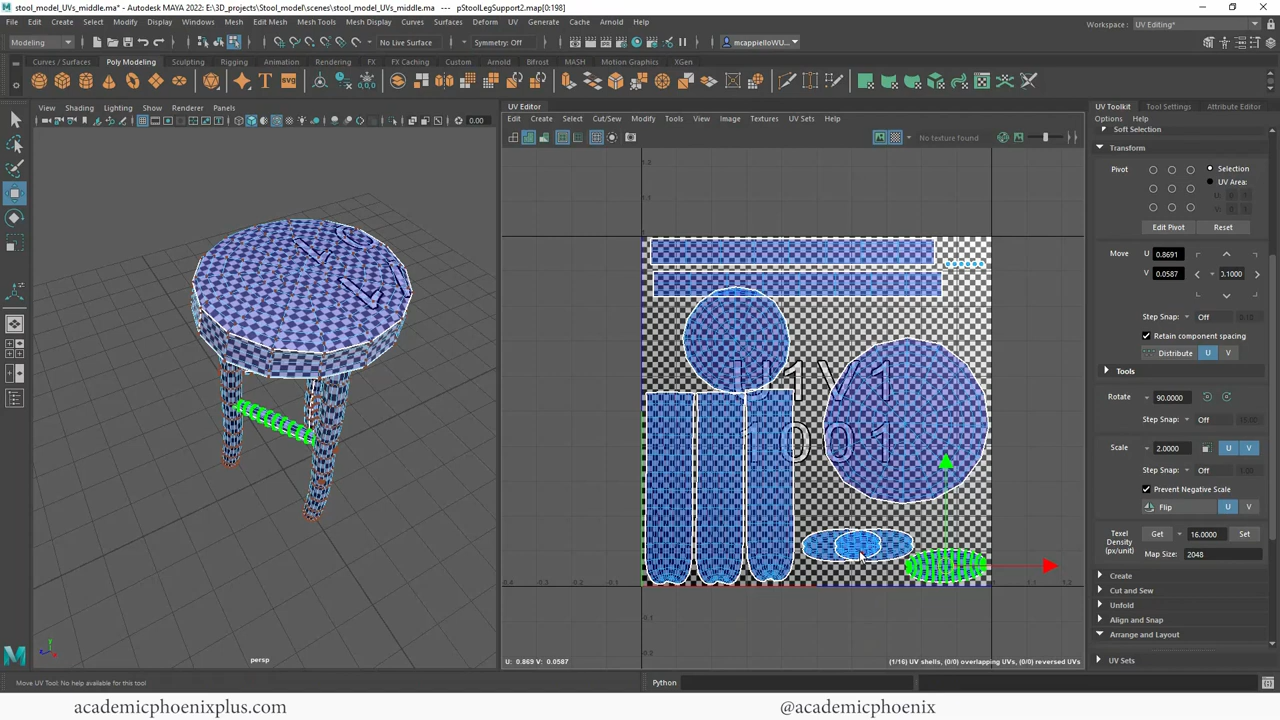 stool_model_UVs_middle.ma* - Autodesk MAYA 2022: E:\3D_projects\Stool_model\scenes\stool_model_UVs_middle.ma --- pStoolLegSupport2.map[0:198]
File Edit Create Select Modify Display Windows Mesh Edit Mesh Mesh Tools Mesh Display Curves Surfaces Deform UV Generate Cache Arnold Help
Workspace : UV Editing*
Modeling
No Live Surface
Symmetry: Off
mcappielloWU...
Curves / Surfaces Poly Modeling Sculpting Rigging Animation Rendering FX FX Caching Custom Arnold Bifrost MASH Motion Graphics XGen
View Shading Lighting Show Renderer Panels
0.00
UV Editor
Edit Create Select Cut/Sew Modify Tools View Image Textures UV Sets Help
No texture found
U1V1
1001
U: 0.869 V: 0.0587
(1/16) UV shells, (0/0) overlapping UVs, (0/0) reversed UVs
persp
UV Toolkit Tool Settings Attribute Editor
Options Help
Soft Selection
Transform
Pivot
Selection
UV Area:
Edit Pivot Reset
Move U 0.8691
V 0.0587
Step Snap: Off
Retain component spacing
Distribute U V
Tools
Rotate 90.0000
Step Snap: Off
Scale 2.0000 U V
Step Snap: Off
Prevent Negative Scale
Flip U V
Texel Density (px/unit) Get 16.0000 Set
Map Size: 2048
Create
Cut and Sew
Unfold
Align and Snap
Arrange and Layout
UV Sets
Move UV Tool: No help available for this tool
Python
academicphoenixplus.com
@academicphoenix